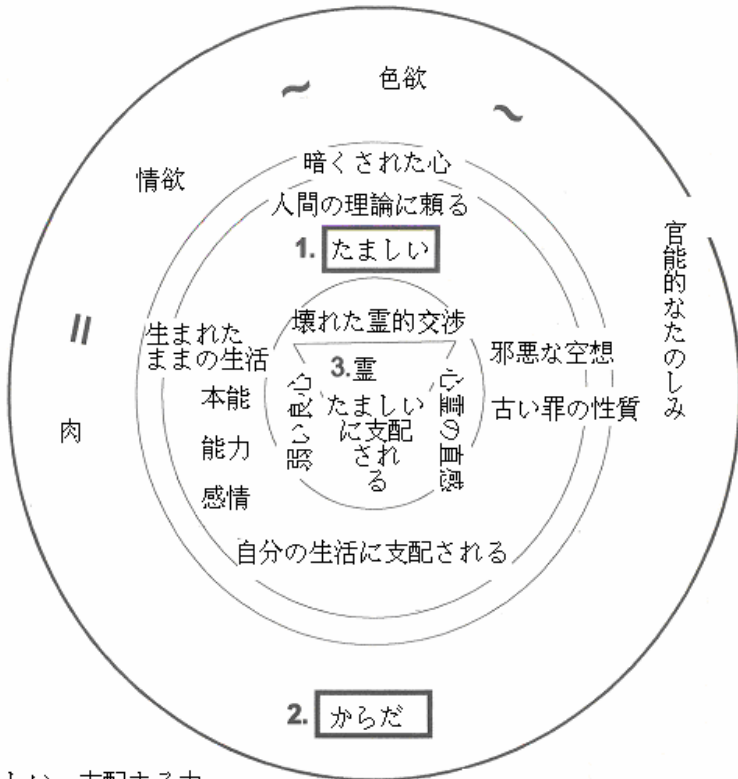 色欲
情欲
官能的なたのしみ
肉
暗くされた心
人間の理論に頼る
1. たましい
生まれた
ままの生活
本能
能力
感情
壊れた霊的交渉
3.霊
たましい
に支配
され
る
弱い良心
心霊の直感
邪悪な空想
古い罪の性質
自分の生活に支配される
2. からだ